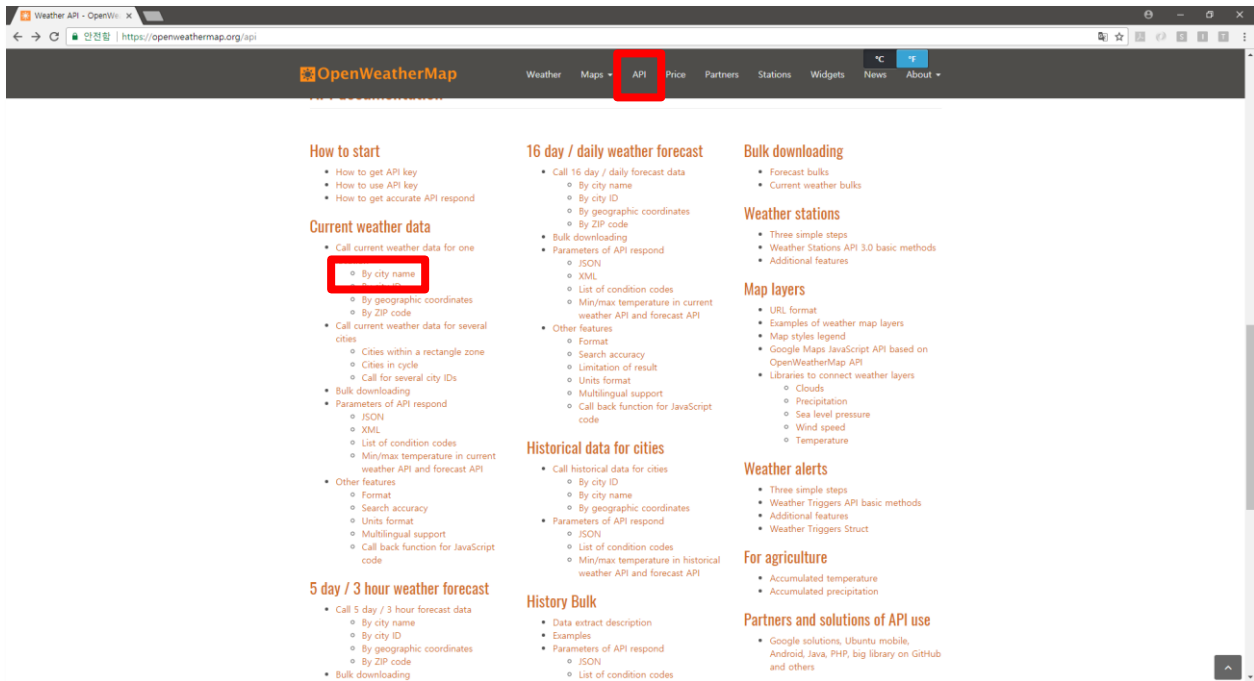 Weather API - OpenWe
안전함 | https://openweathermap.org/api
°C °F
OpenWeatherMap Weather Maps API Price Partners Stations Widgets News About
How to start
How to get API key
How to use API key
How to get accurate API respond
Current weather data
Call current weather data for one
By city name
By city ID
By geographic coordinates
By ZIP code
Call current weather data for several
cities
Cities within a rectangle zone
Cities in cycle
Call for several city IDs
Bulk downloading
Parameters of API respond
JSON
XML
List of condition codes
Min/max temperature in current
weather API and forecast API
Other features
Format
Search accuracy
Units format
Multilingual support
Call back function for JavaScript
code
5 day / 3 hour weather forecast
Call 5 day / 3 hour forecast data
By city name
By city ID
By geographic coordinates
By ZIP code
Bulk downloading
16 day / daily weather forecast
Call 16 day / daily forecast data
By city name
By city ID
By geographic coordinates
By ZIP code
Bulk downloading
Parameters of API respond
JSON
XML
List of condition codes
Min/max temperature in current
weather API and forecast API
Other features
Format
Search accuracy
Limitation of result
Units format
Multilingual support
Call back function for JavaScript
code
Historical data for cities
Call historical data for cities
By city ID
By city name
By geographic coordinates
Parameters of API respond
JSON
List of condition codes
Min/max temperature in historical
weather API and forecast API
History Bulk
Data extract description
Examples
Parameters of API respond
JSON
List of condition codes
Bulk downloading
Forecast bulks
Current weather bulks
Weather stations
Three simple steps
Weather Stations API 3.0 basic methods
Additional features
Map layers
URL format
Examples of weather map layers
Map styles legend
Google Maps JavaScript API based on
OpenWeatherMap API
Libraries to connect weather layers
Clouds
Precipitation
Sea level pressure
Wind speed
Temperature
Weather alerts
Three simple steps
Weather Triggers API basic methods
Additional features
Weather Triggers Struct
For agriculture
Accumulated temperature
Accumulated precipitation
Partners and solutions of API use
Google solutions, Ubuntu mobile,
Android, Java, PHP, big library on GitHub
and others